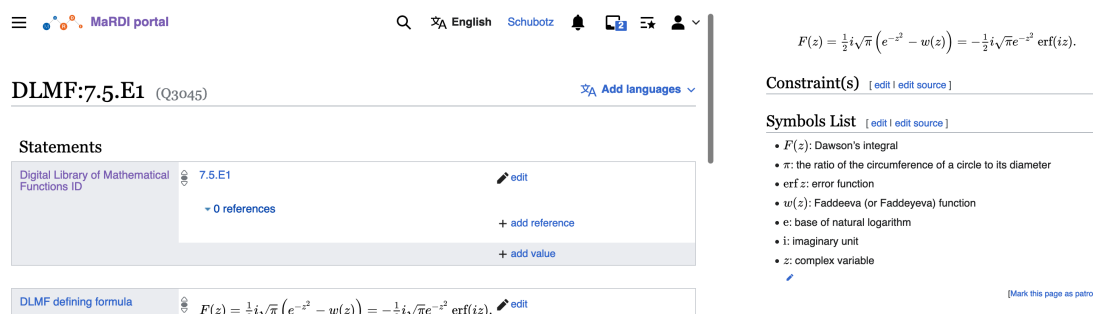 MaRDI portal
English
Schubotz
2
DLMF:7.5.E1 (Q3045)
Add languages
Statements
Digital Library of Mathematical
Functions ID
7.5.E1
edit
0 references
+ add reference
+ add value
DLMF defining formula
F(z) = ½i√π (e^{-z²} − w(z)) = −½i√πe^{-z²} erf(iz).
edit
F(z) = ½i√π (e^{-z²} − w(z)) = −½i√πe^{-z²} erf(iz).
Constraint(s) [ edit | edit source ]
Symbols List [ edit | edit source ]
• F(z): Dawson's integral
• π: the ratio of the circumference of a circle to its diameter
• erf z: error function
• w(z): Faddeeva (or Faddeyeva) function
• e: base of natural logarithm
• i: imaginary unit
• z: complex variable
[Mark this page as patro